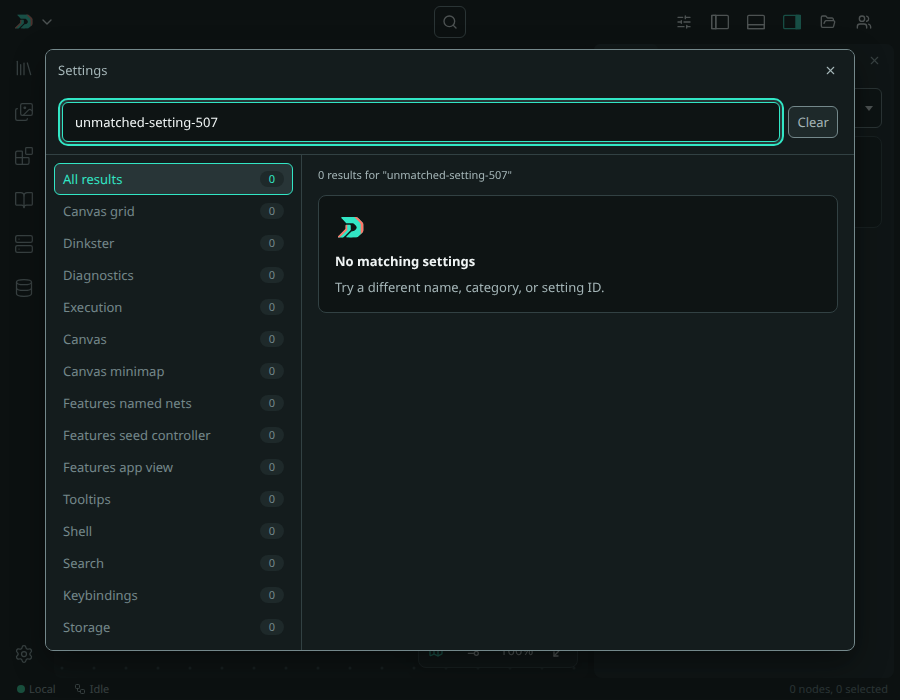 Settings
unmatched-setting-507
Clear
All results 0
Canvas grid 0
Dinkster 0
Diagnostics 0
Execution 0
Canvas 0
Canvas minimap 0
Features named nets 0
Features seed controller 0
Features app view 0
Tooltips 0
Shell 0
Search 0
Keybindings 0
Storage 0
0 results for "unmatched-setting-507"
No matching settings
Try a different name, category, or setting ID.
100%
Local
Idle
0 nodes, 0 selected